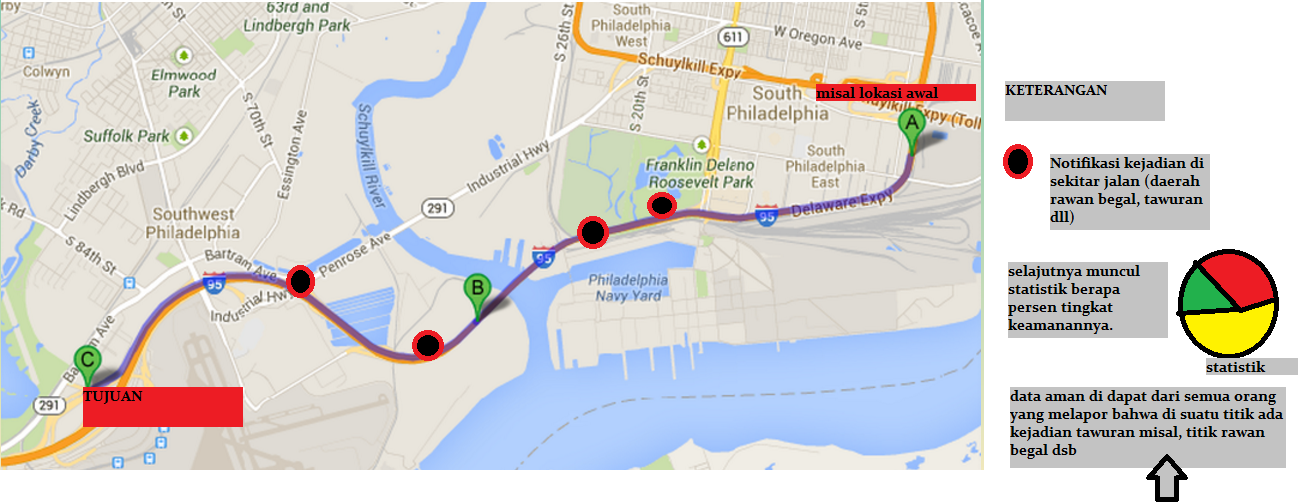 63rd and
Lindbergh Park
Colwyn
Elmwood
Park
Suffolk Park
S 70th St
Essington Ave
Darby Creek
Lindbergh Blvd
S 84th St
Southwest
Philadelphia
Bartram Ave
Penrose Ave
Industrial Hwy
Industrial Hwy
Schuylkill River
291
95
C
TUJUAN
291
B
95
Philadelphia
Navy Yard
S 26th St
South
Philadelphia
West
S 20th St
611
W Oregon Ave
Schuylkill Expy
misal lokasi awal
South
Philadelphia
A
Franklin Delano
Roosevelt Park
South
Philadelphia
East
95
Delaware Expy
KETERANGAN
Notifikasi kejadian di
sekitar jalan (daerah
rawan begal, tawuran
dll)
selajutnya muncul
statistik berapa
persen tingkat
keamanannya.
statistik
data aman di dapat dari semua orang
yang melapor bahwa di suatu titik ada
kejadian tawuran misal, titik rawan
begal dsb